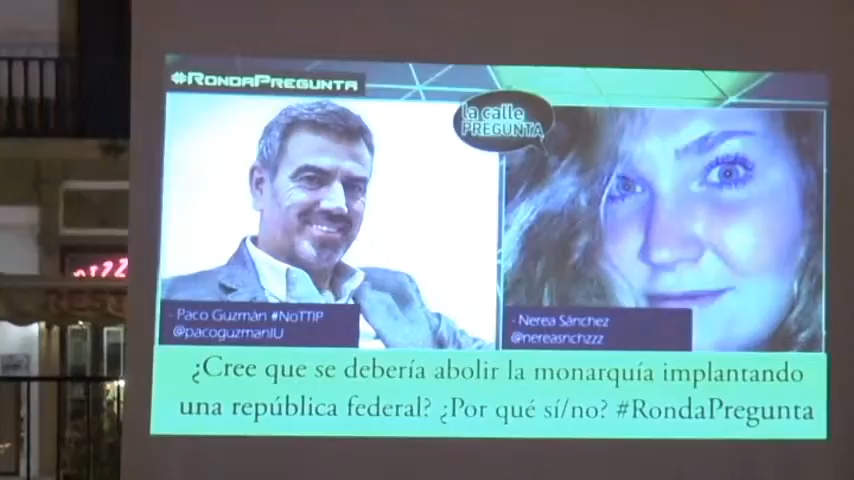 #RONDAPREGUNTA
la calle
PREGUNTA
- Paco Guzmán #NoTTIP
@pacoguzmanIU
- Nerea Sánchez
@nereasnchzzz
¿Cree que se debería abolir la monarquía implantando
una república federal? ¿Por qué sí/no? #RondaPregunta